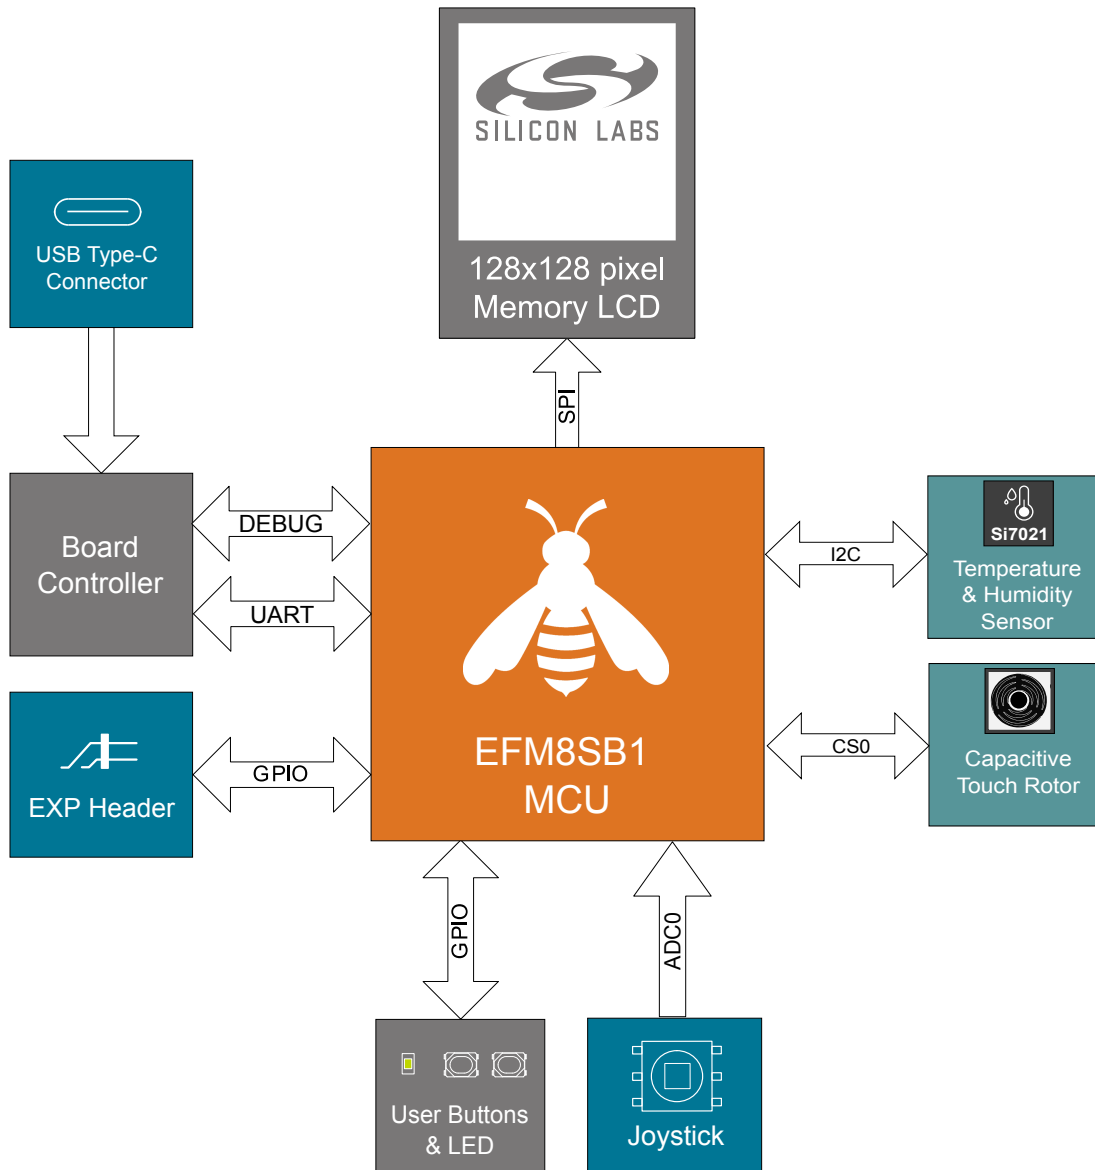 SILICON LABS
128x128 pixel
Memory LCD
USB Type-C
Connector
SPI
Board
Controller
DEBUG
UART
EFM8SB1
MCU
I2C
Si7021
Temperature
& Humidity
Sensor
CS0
Capacitive
Touch Rotor
EXP Header
GPIO
GPIO
ADC0
User Buttons
& LED
Joystick